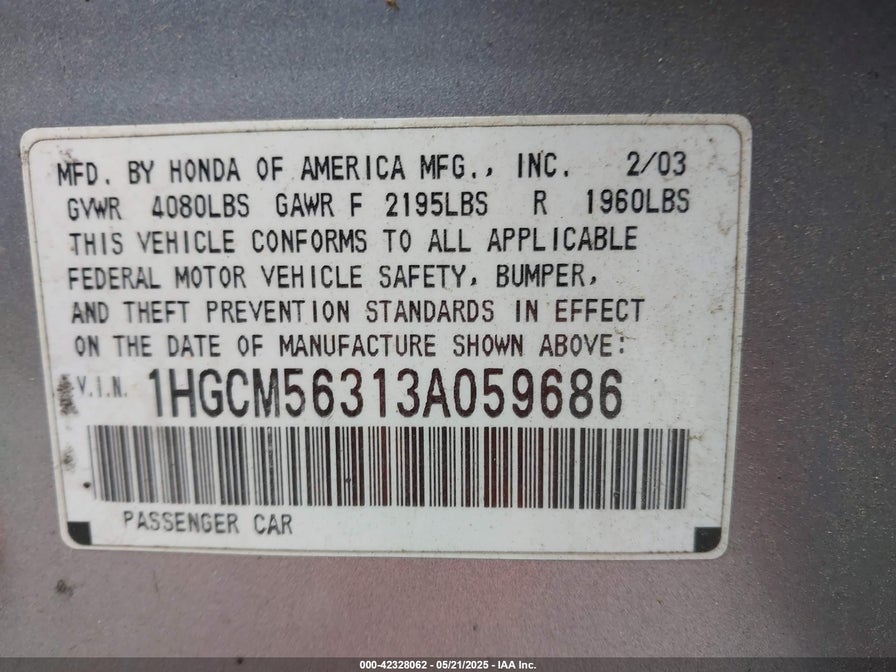 MFD. BY HONDA OF AMERICA MFG., INC. 2/03
GVWR 4080LBS GAWR F 2195LBS R 1960LBS
THIS VEHICLE CONFORMS TO ALL APPLICABLE
FEDERAL MOTOR VEHICLE SAFETY, BUMPER,
AND THEFT PREVENTION STANDARDS IN EFFECT
ON THE DATE OF MANUFACTURE SHOWN ABOVE:
V.I.N. 1HGCM56313A059686
PASSENGER CAR
000-42328062 - 05/21/2025 - IAA Inc.